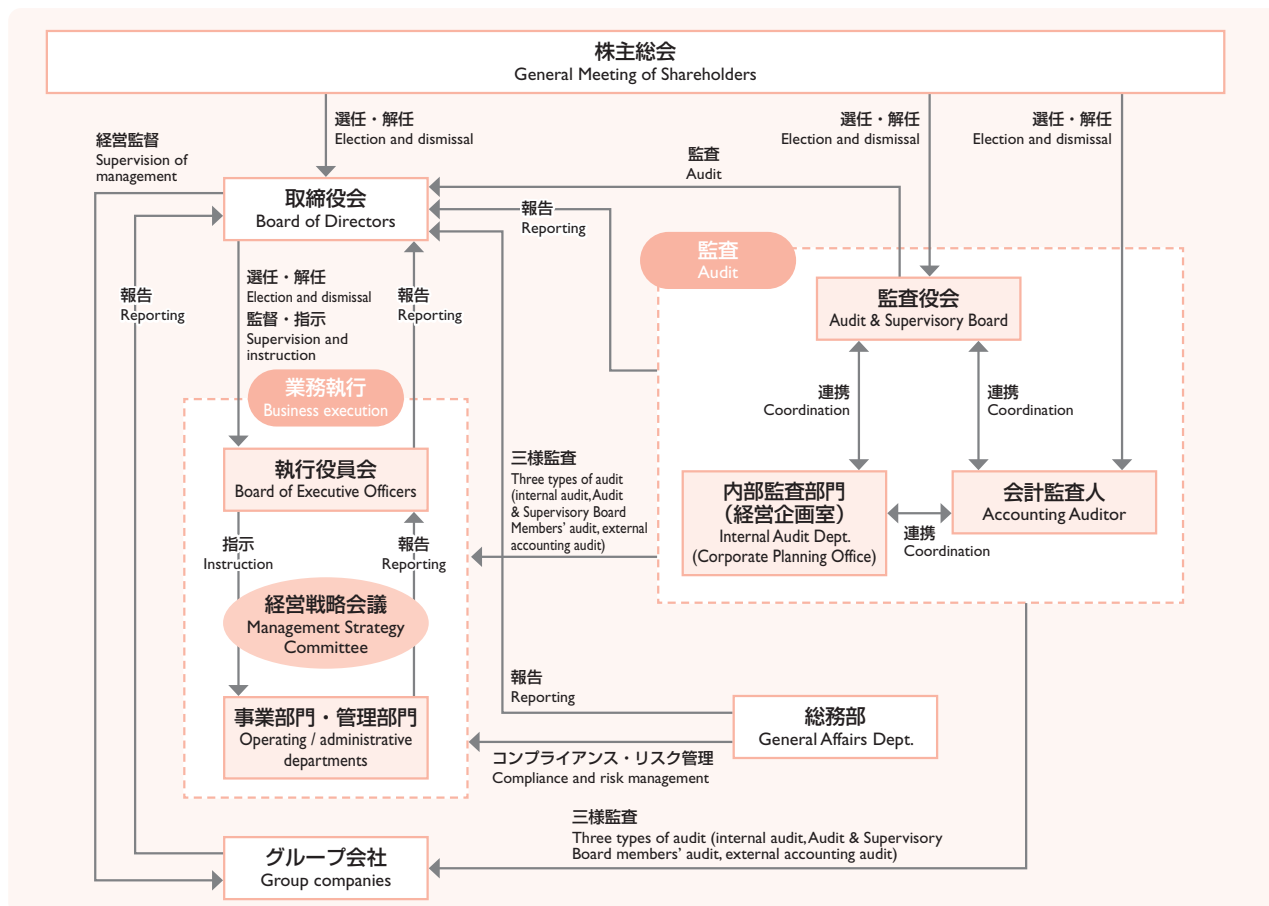 株主総会
General Meeting of Shareholders
選任・解任
Election and dismissal
選任・解任
Election and dismissal
選任・解任
Election and dismissal
経営監督
Supervision of
management
監査
Audit
取締役会
Board of Directors
報告
Reporting
監査
Audit
選任・解任
Election and dismissal
監督・指示
Supervision and
instruction
報告
Reporting
報告
Reporting
監査役会
Audit & Supervisory Board
業務執行
Business execution
連携
Coordination
連携
Coordination
執行役員会
Board of Executive Officers
三様監査
Three types of audit
(internal audit, Audit
& Supervisory Board
Members’ audit, external
accounting audit)
内部監査部門
（経営企画室）
Internal Audit Dept.
(Corporate Planning Office)
会計監査人
Accounting Auditor
連携
Coordination
指示
Instruction
報告
Reporting
経営戦略会議
Management Strategy
Committee
報告
Reporting
事業部門・管理部門
Operating / administrative
departments
総務部
General Affairs Dept.
コンプライアンス・リスク管理
Compliance and risk management
三様監査
Three types of audit (internal audit, Audit & Supervisory
Board members’ audit, external accounting audit)
グループ会社
Group companies